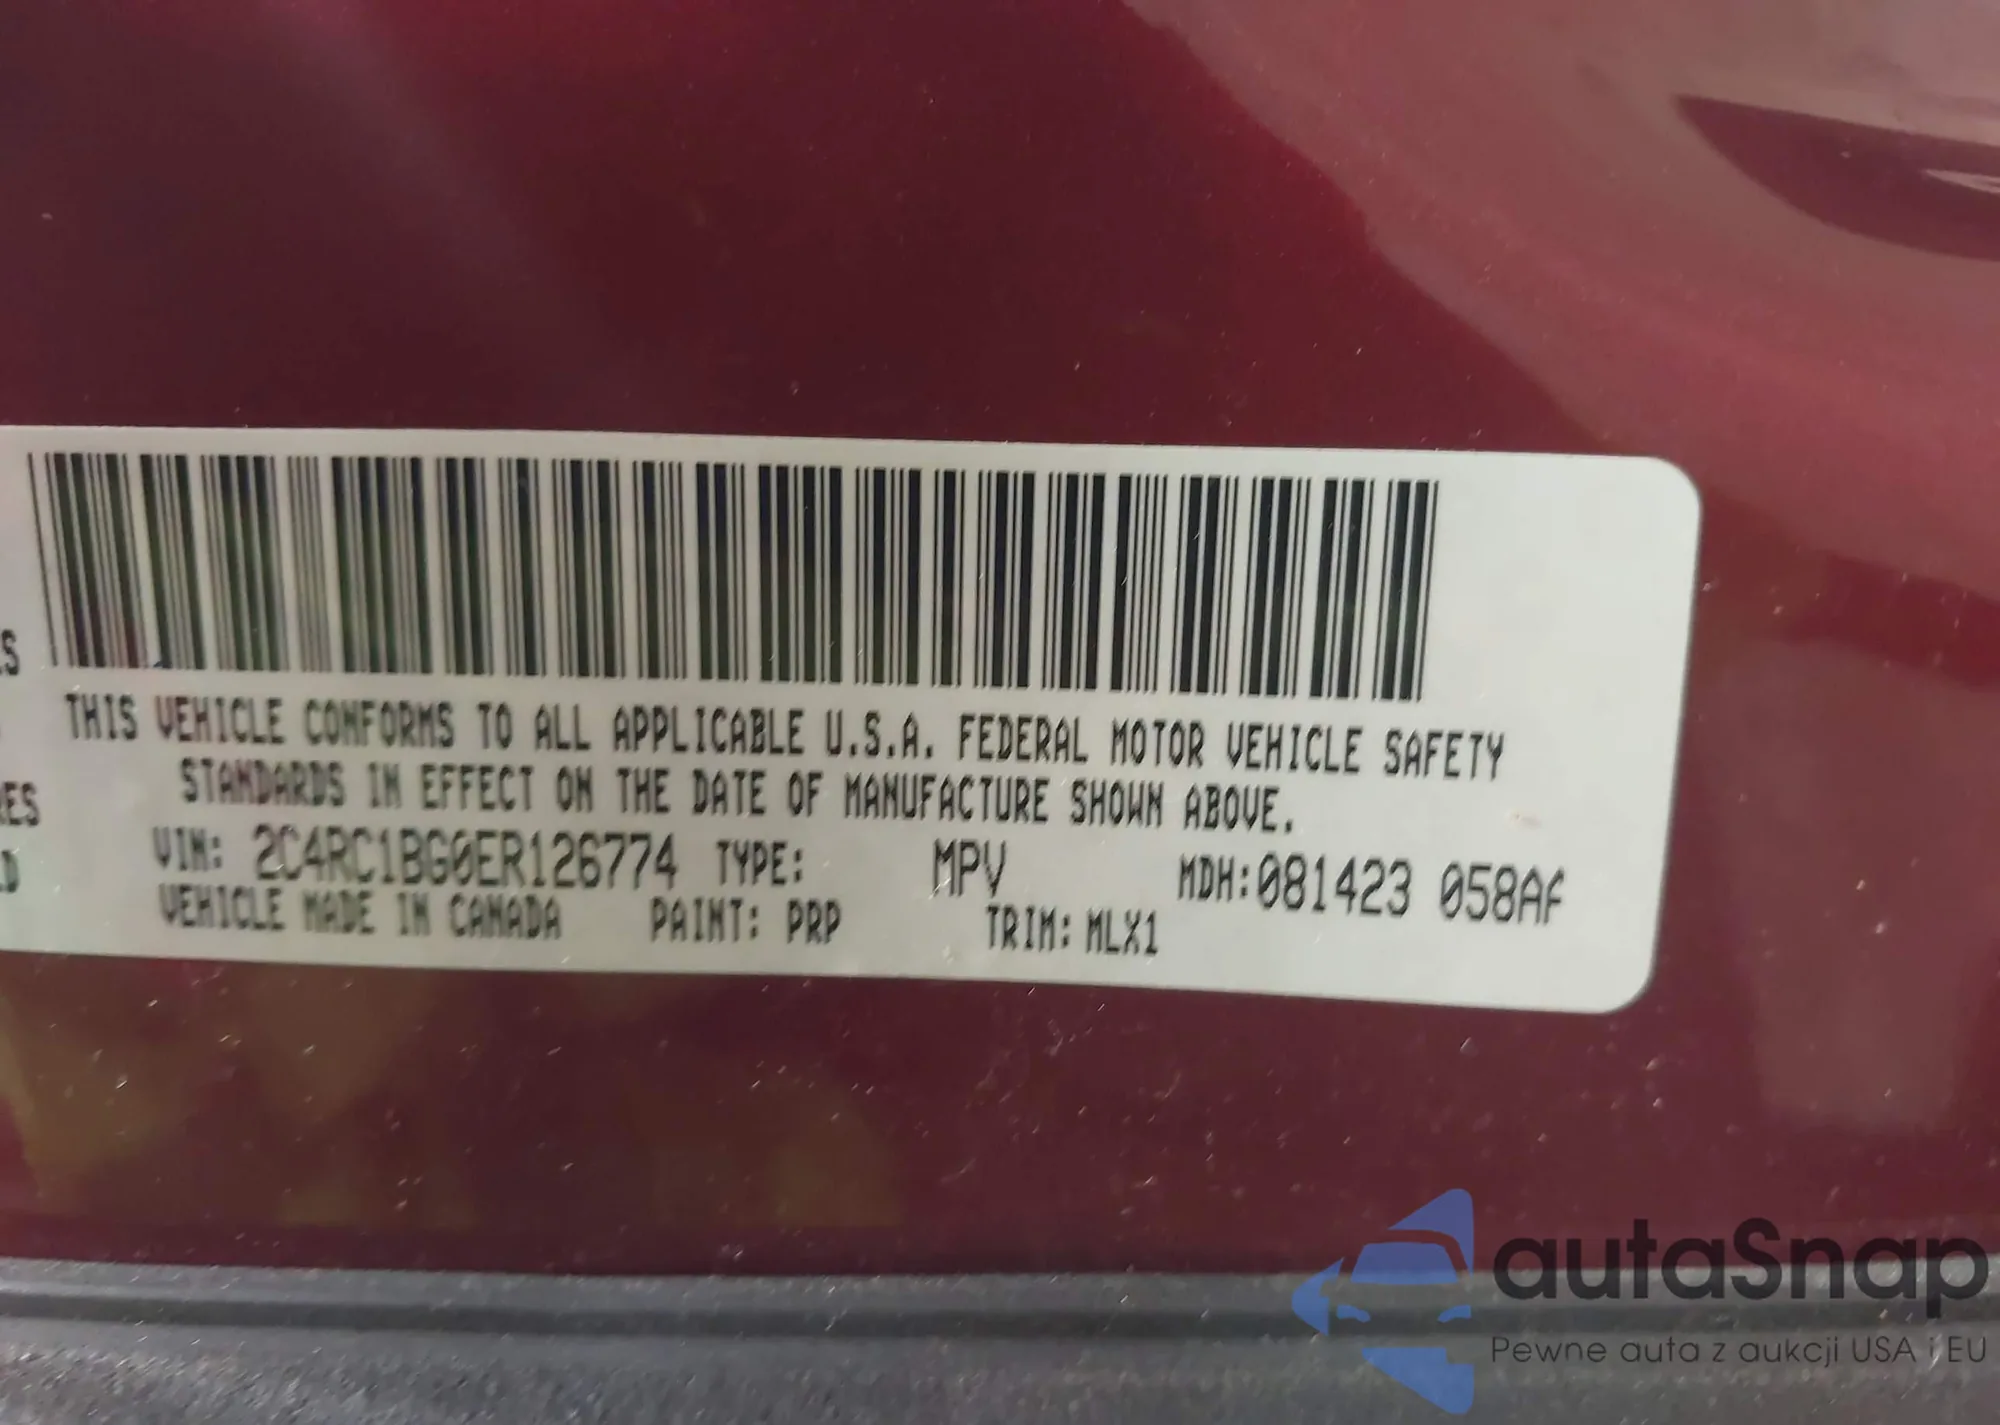 THIS VEHICLE CONFORMS TO ALL APPLICABLE U.S.A. FEDERAL MOTOR VEHICLE SAFETY
STANDARDS IN EFFECT ON THE DATE OF MANUFACTURE SHOWN ABOVE.
VIN: 2C4RC1BG0ER126774 TYPE: MPV MDH:081423 058AF
VEHICLE MADE IN CANADA PAINT: PRP TRIM: MLX1
autaSnap
Pewne auta z aukcji USA i EU